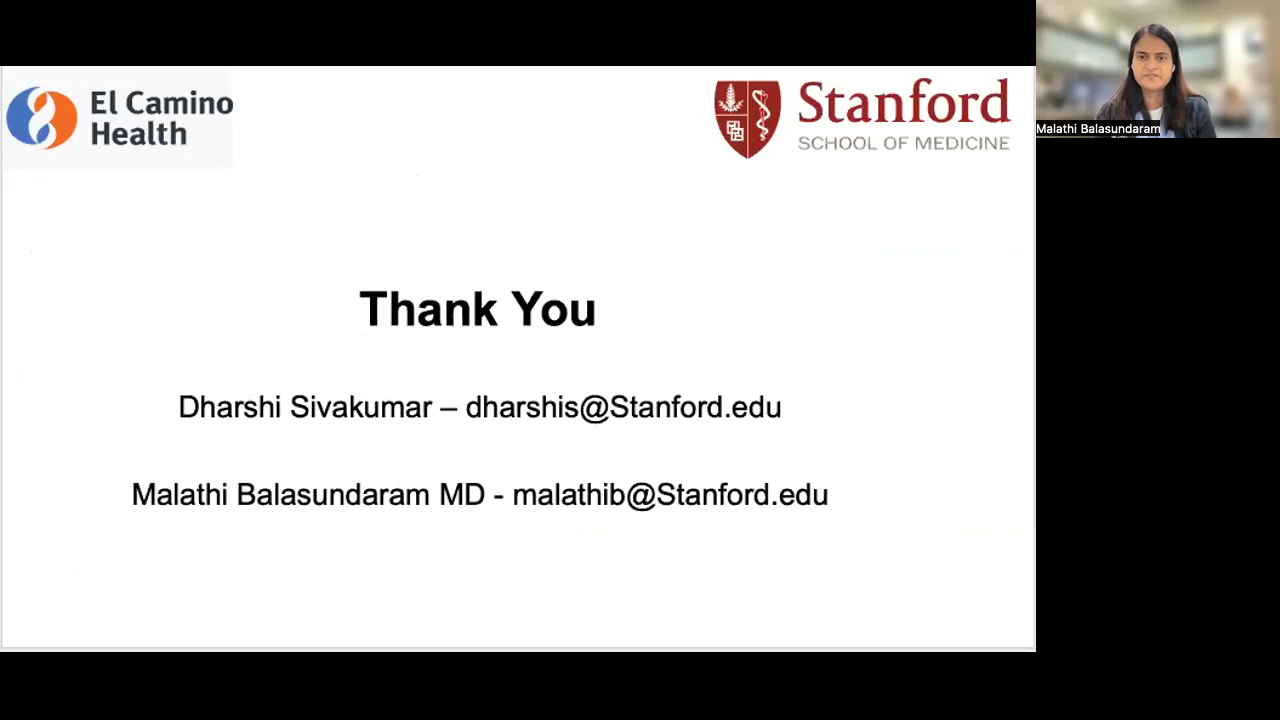 El Camino
Health
Stanford
SCHOOL OF MEDICINE
Malathi Balasundaram
Thank You
Dharshi Sivakumar – dharshis@Stanford.edu
Malathi Balasundaram MD - malathib@Stanford.edu